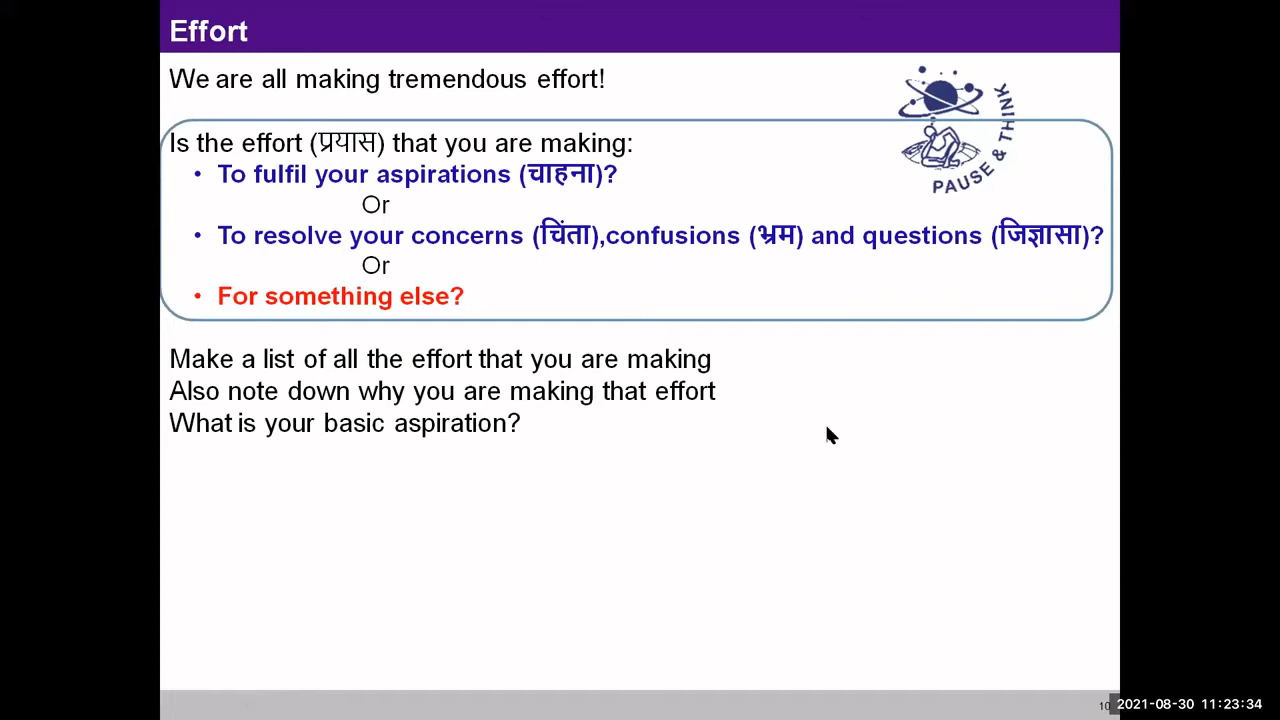 Effort
We are all making tremendous effort!
PAUSE & THINK
Is the effort (प्रयास) that you are making:
• To fulfil your aspirations (चाहना)?
Or
• To resolve your concerns (चिंता),confusions (भ्रम) and questions (जिज्ञासा)?
Or
• For something else?
Make a list of all the effort that you are making
Also note down why you are making that effort
What is your basic aspiration?
10
2021-08-30 11:23:34